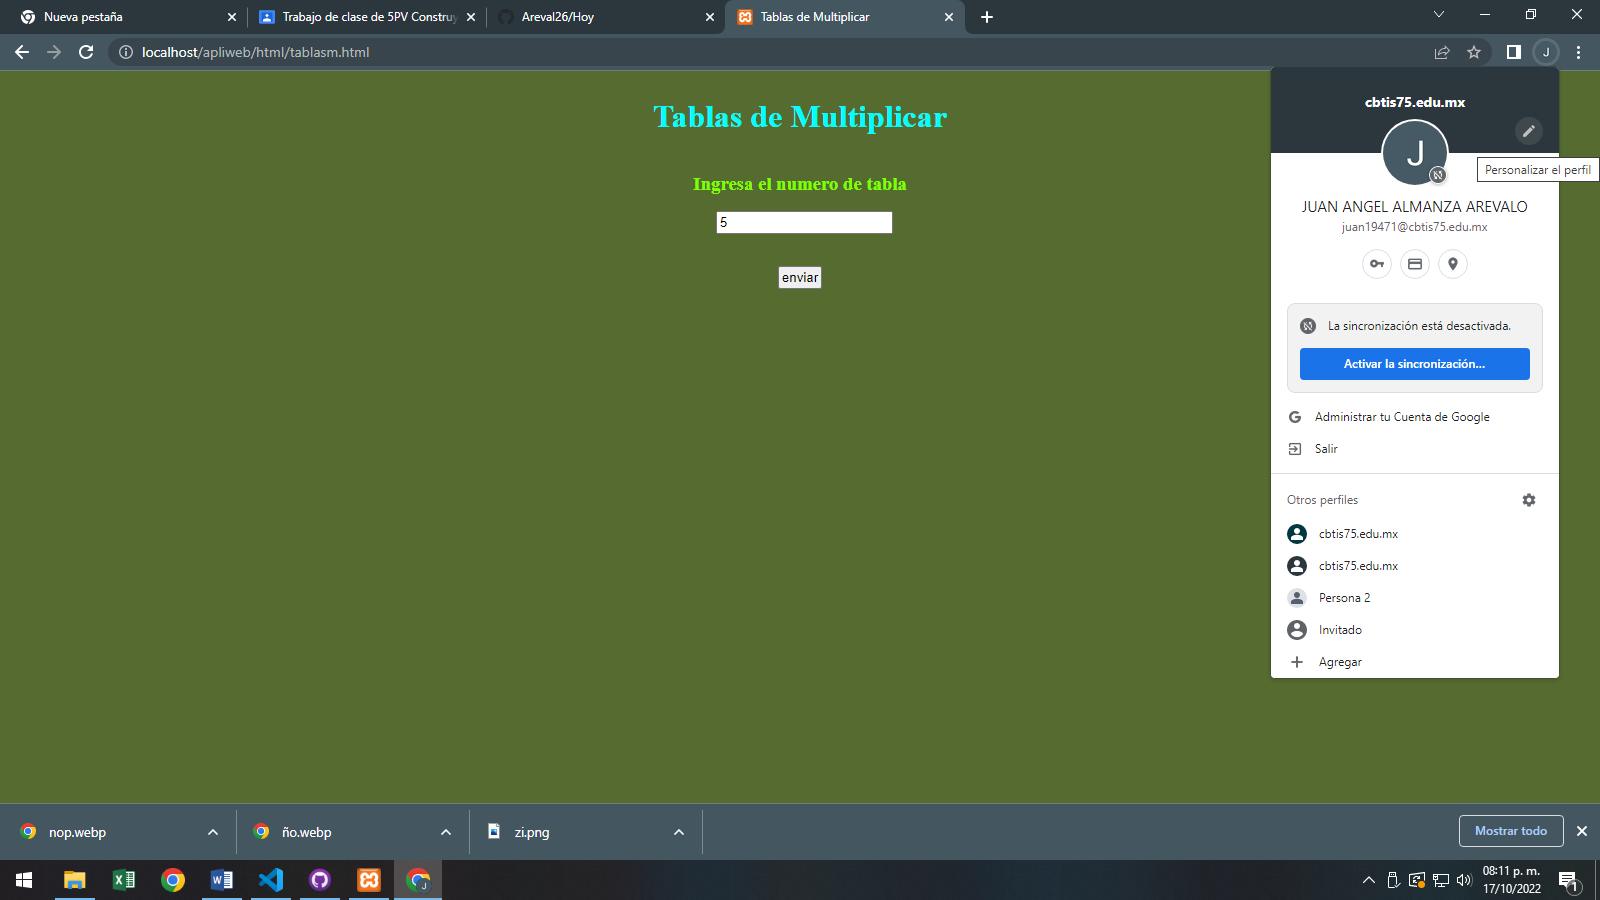 Nueva pestaña
Trabajo de clase de 5PV Constru
Areval26/Hoy
Tablas de Multiplicar
localhost/apliweb/html/tablasm.html
J
Tablas de Multiplicar
Ingresa el numero de tabla
5
enviar
cbtis75.edu.mx
J
Personalizar el perfil
JUAN ANGEL ALMANZA AREVALO
juan19471@cbtis75.edu.mx
La sincronización está desactivada.
Activar la sincronización...
Administrar tu Cuenta de Google
Salir
Otros perfiles
cbtis75.edu.mx
cbtis75.edu.mx
Persona 2
Invitado
Agregar
nop.webp
ño.webp
zi.png
Mostrar todo
J
08:11 p. m.
17/10/2022
1